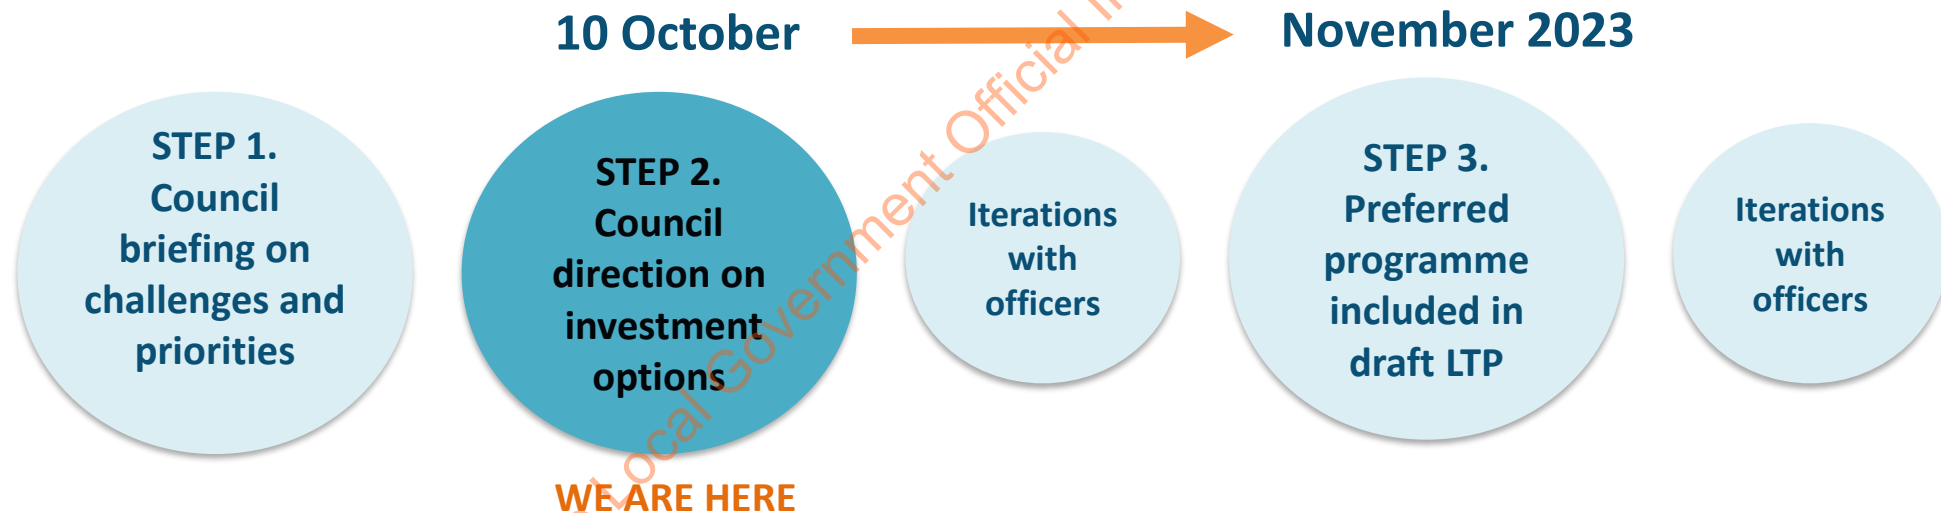 10 October
November 2023
STEP 1.
Council
briefing on
challenges and
priorities
STEP 2.
Council
direction on
investment
options
WE ARE HERE
Iterations
with
officers
STEP 3.
Preferred
programme
included in
draft LTP
Iterations
with
officers
Local Government Official